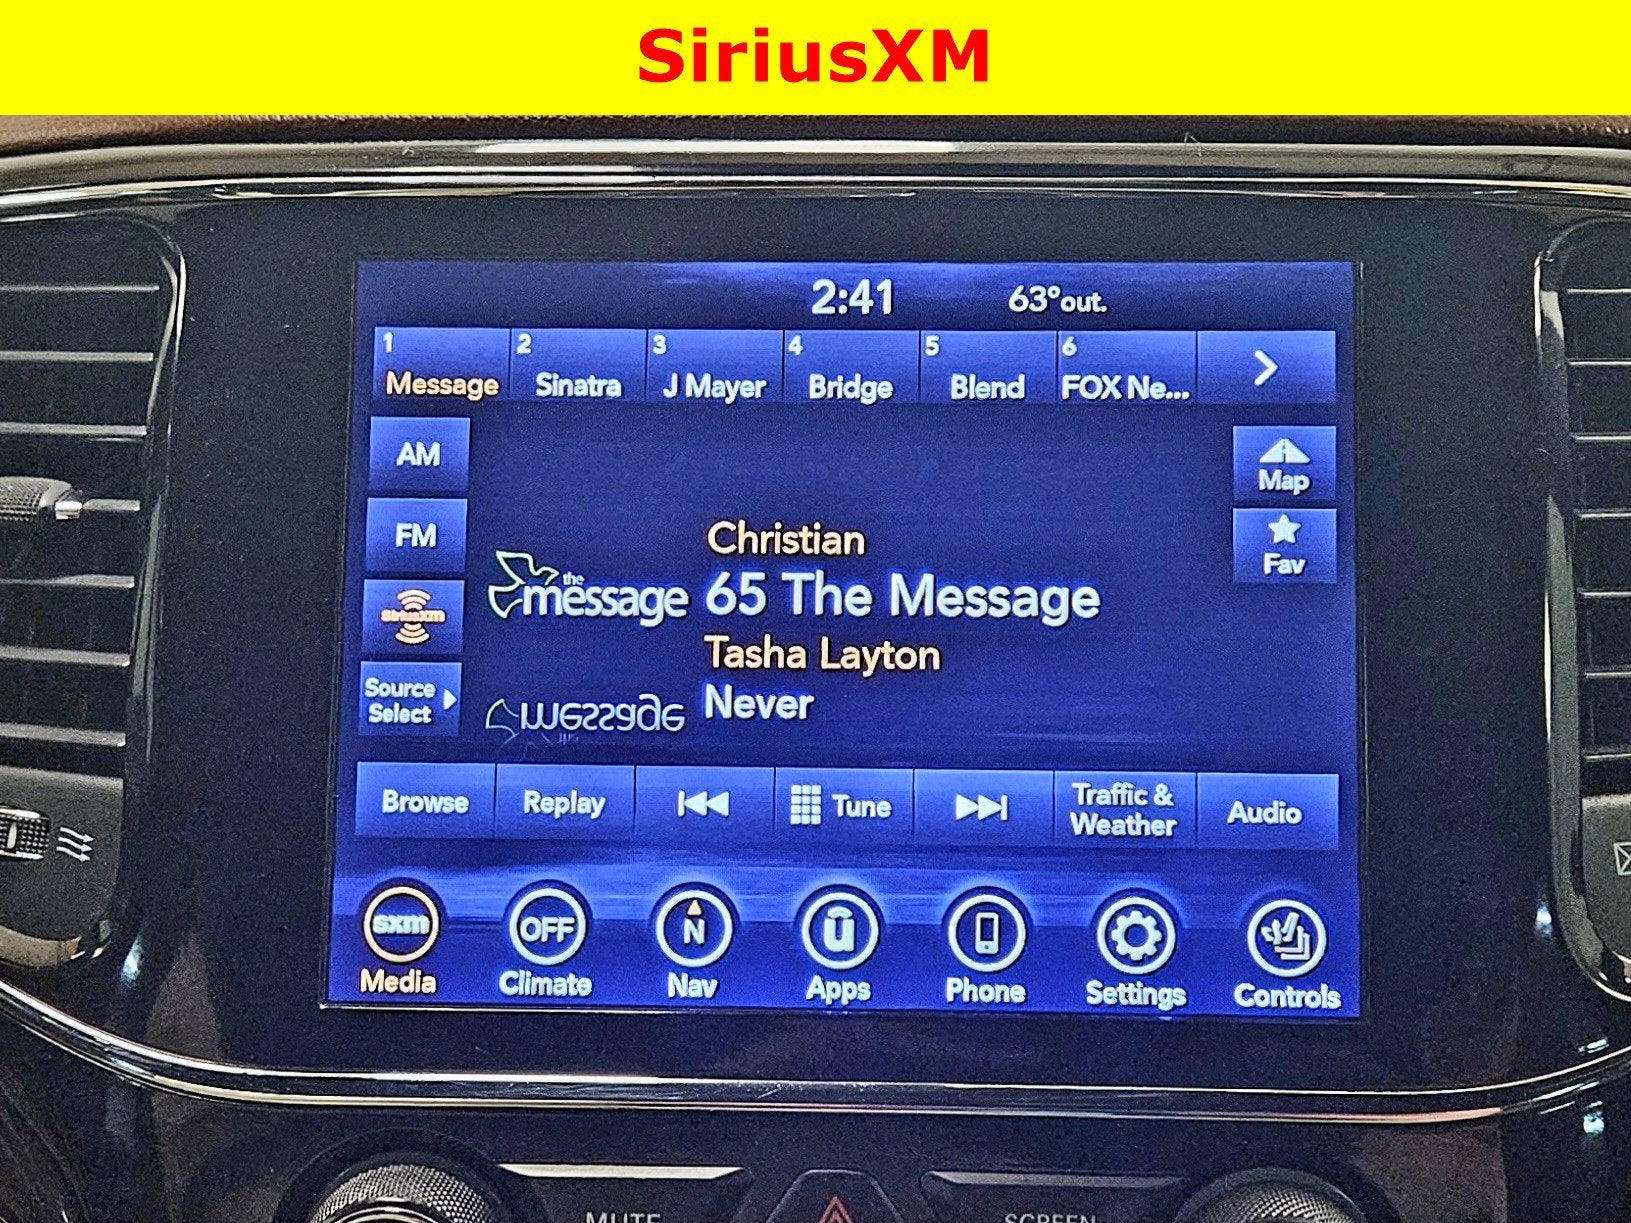 SiriusXM
2:41 63°out.
1 Message
2 Sinatra
3 J Mayer
4 Bridge
5 Blend
6 FOX Ne...
AM
FM
siriusxm
Source
Select
Map
Fav
Christian
the
message
65 The Message
Tasha Layton
Never
message
Browse
Replay
Tune
Traffic &
Weather
Audio
sxm
Media
OFF
Climate
N
Nav
u
Apps
Phone
Settings
Controls
MUTE
SCREEN